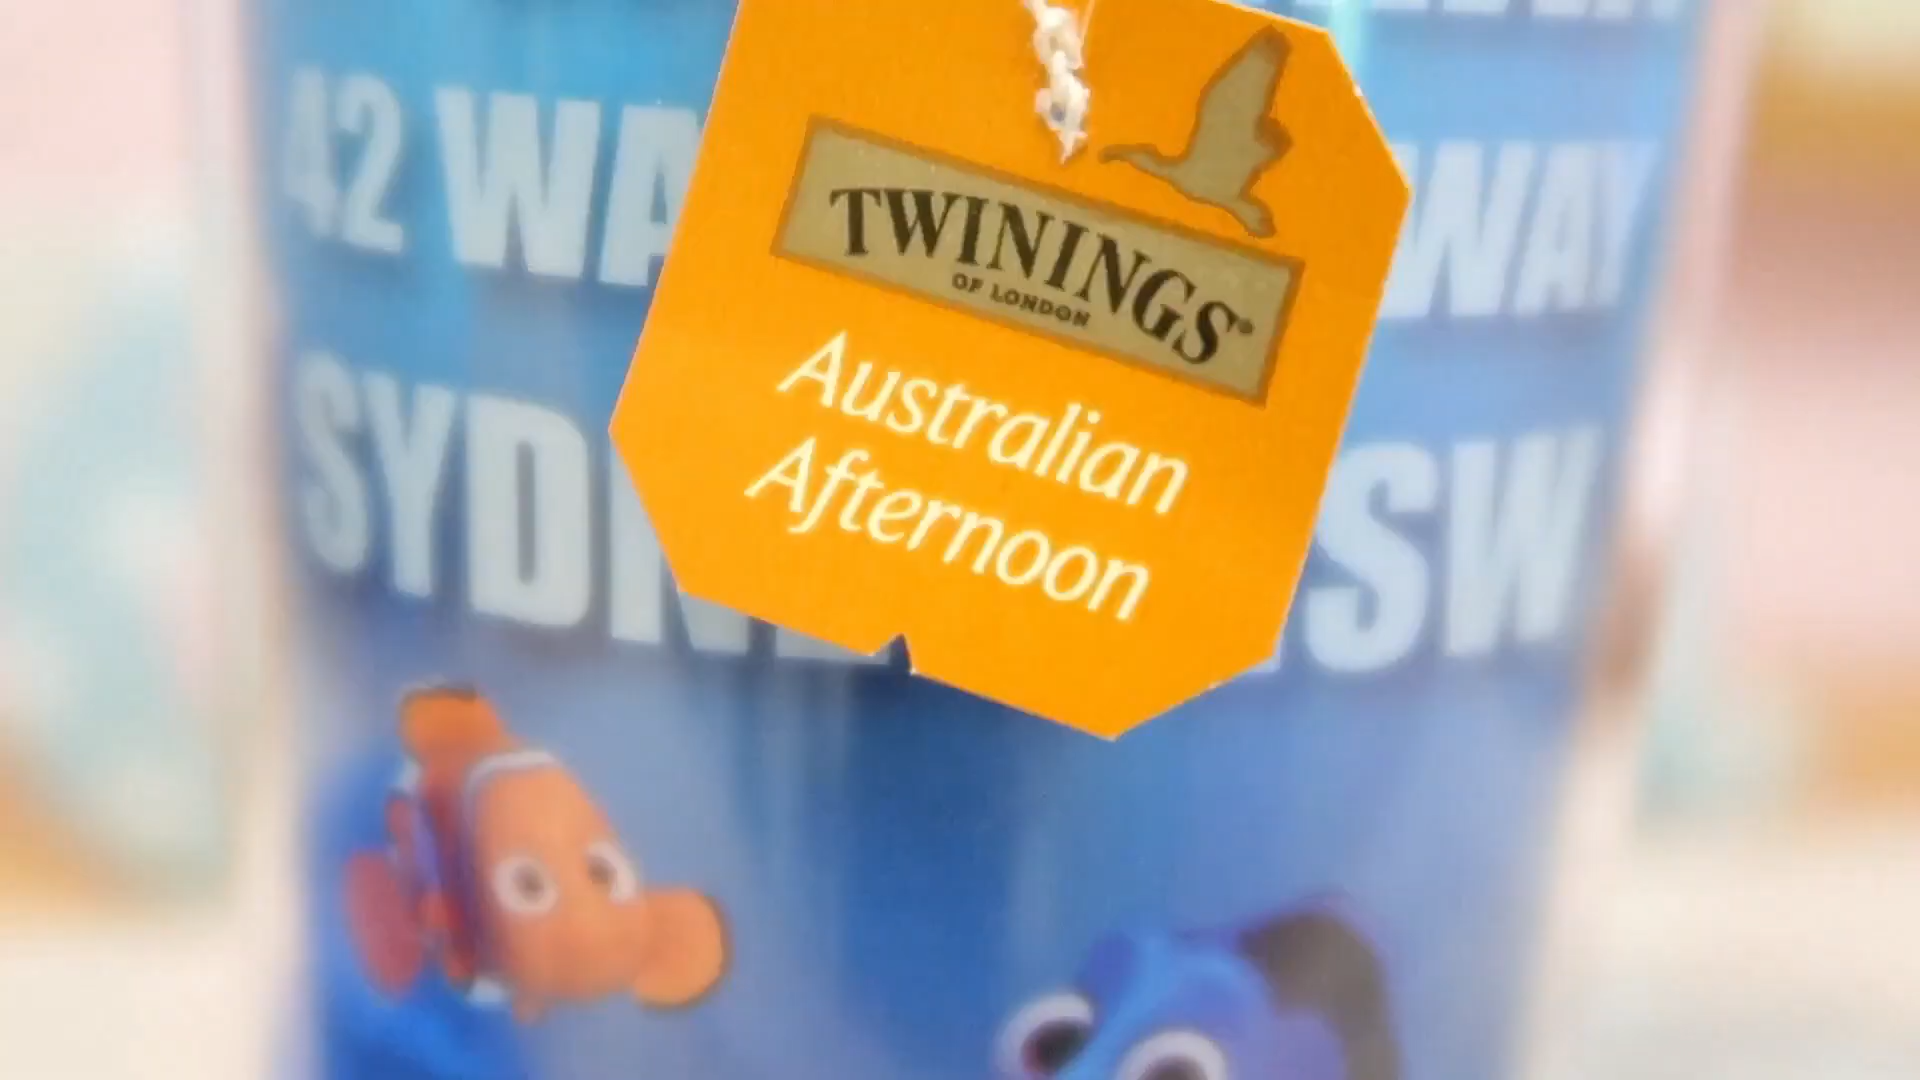 42 WA WAY
SYDN SW
TWININGS®
OF LONDON
Australian
Afternoon